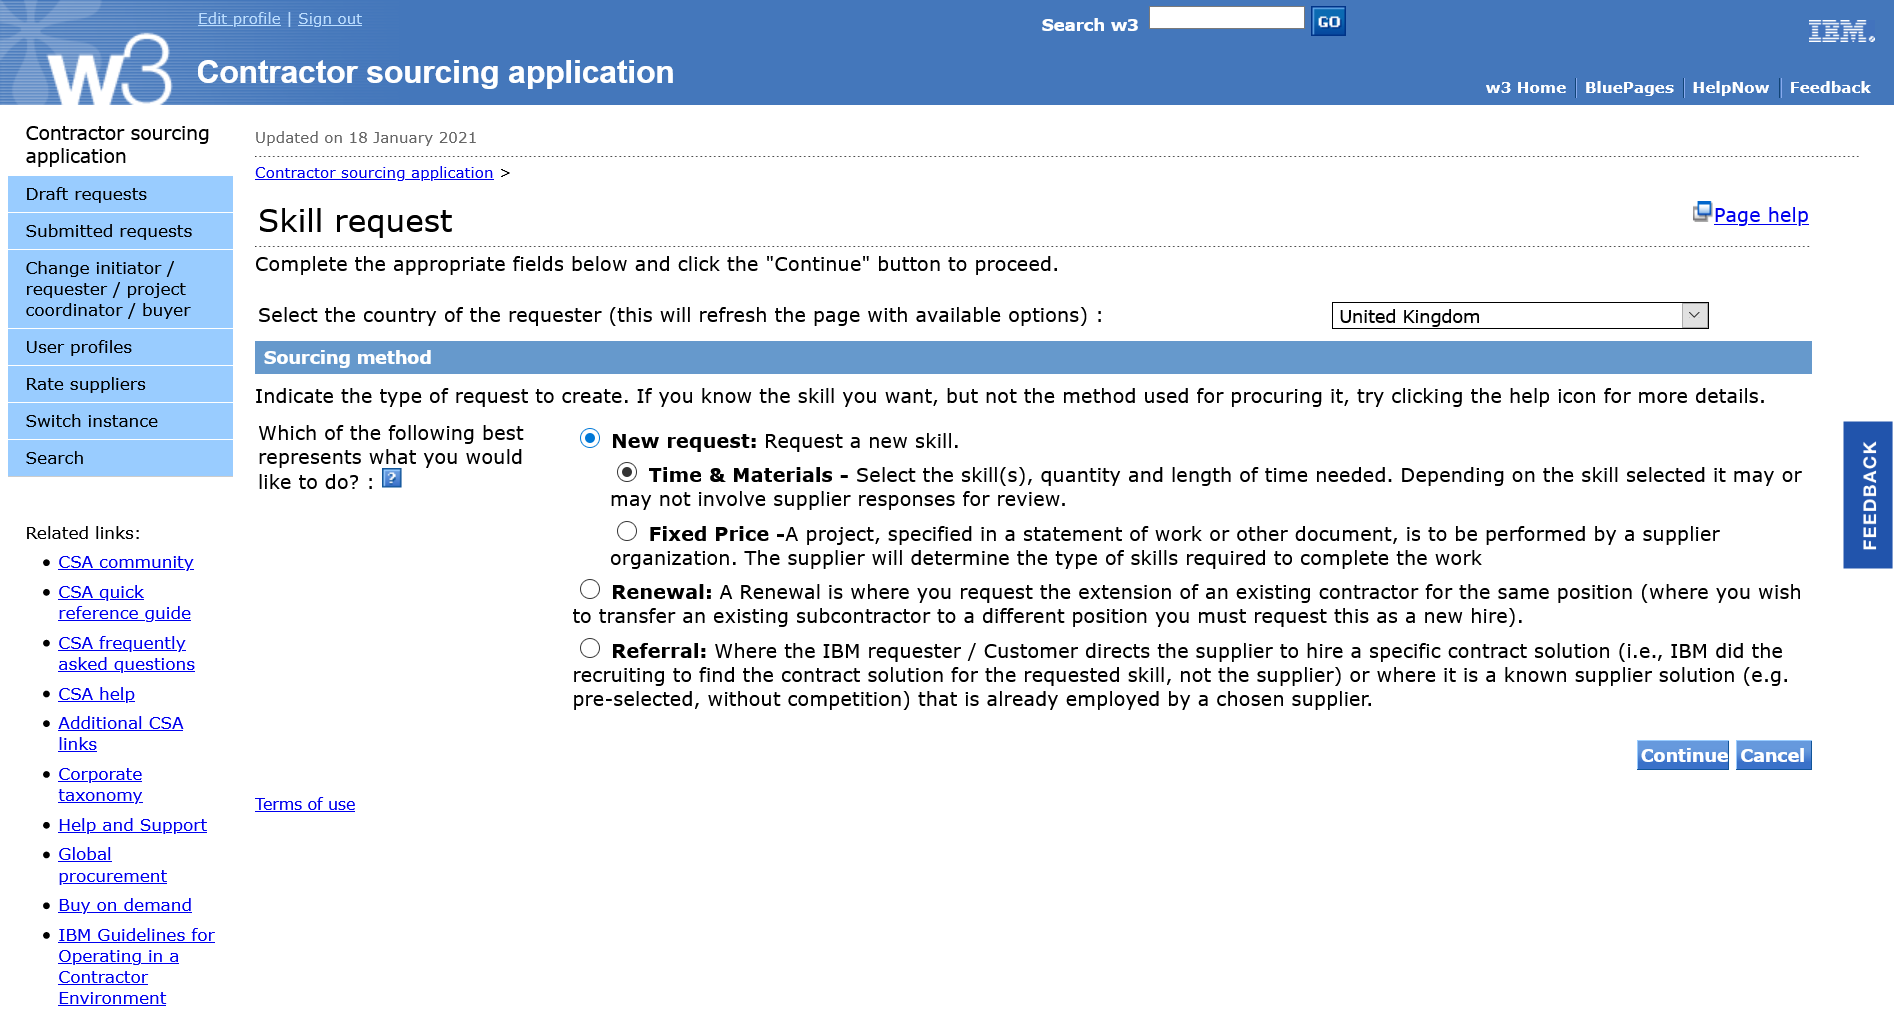 Edit profile | Sign out
Search w3
GO
IBM.
w3
Contractor sourcing application
w3 Home
BluePages
HelpNow
Feedback
Contractor sourcing
application
Draft requests
Submitted requests
Change initiator /
requester / project
coordinator / buyer
User profiles
Rate suppliers
Switch instance
Search
Related links:
CSA community
CSA quick
reference guide
CSA frequently
asked questions
CSA help
Additional CSA
links
Corporate
taxonomy
Help and Support
Global
procurement
Buy on demand
IBM Guidelines for
Operating in a
Contractor
Environment
Updated on 18 January 2021
Contractor sourcing application >
Skill request
Page help
Complete the appropriate fields below and click the "Continue" button to proceed.
Select the country of the requester (this will refresh the page with available options) :
United Kingdom
Sourcing method
Indicate the type of request to create. If you know the skill you want, but not the method used for procuring it, try clicking the help icon for more details.
Which of the following best
represents what you would
like to do? : ?
New request: Request a new skill.
Time & Materials - Select the skill(s), quantity and length of time needed. Depending on the skill selected it may or
may not involve supplier responses for review.
Fixed Price -A project, specified in a statement of work or other document, is to be performed by a supplier
organization. The supplier will determine the type of skills required to complete the work
Renewal: A Renewal is where you request the extension of an existing contractor for the same position (where you wish
to transfer an existing subcontractor to a different position you must request this as a new hire).
Referral: Where the IBM requester / Customer directs the supplier to hire a specific contract solution (i.e., IBM did the
recruiting to find the contract solution for the requested skill, not the supplier) or where it is a known supplier solution (e.g.
pre-selected, without competition) that is already employed by a chosen supplier.
Continue
Cancel
Terms of use
FEEDBACK